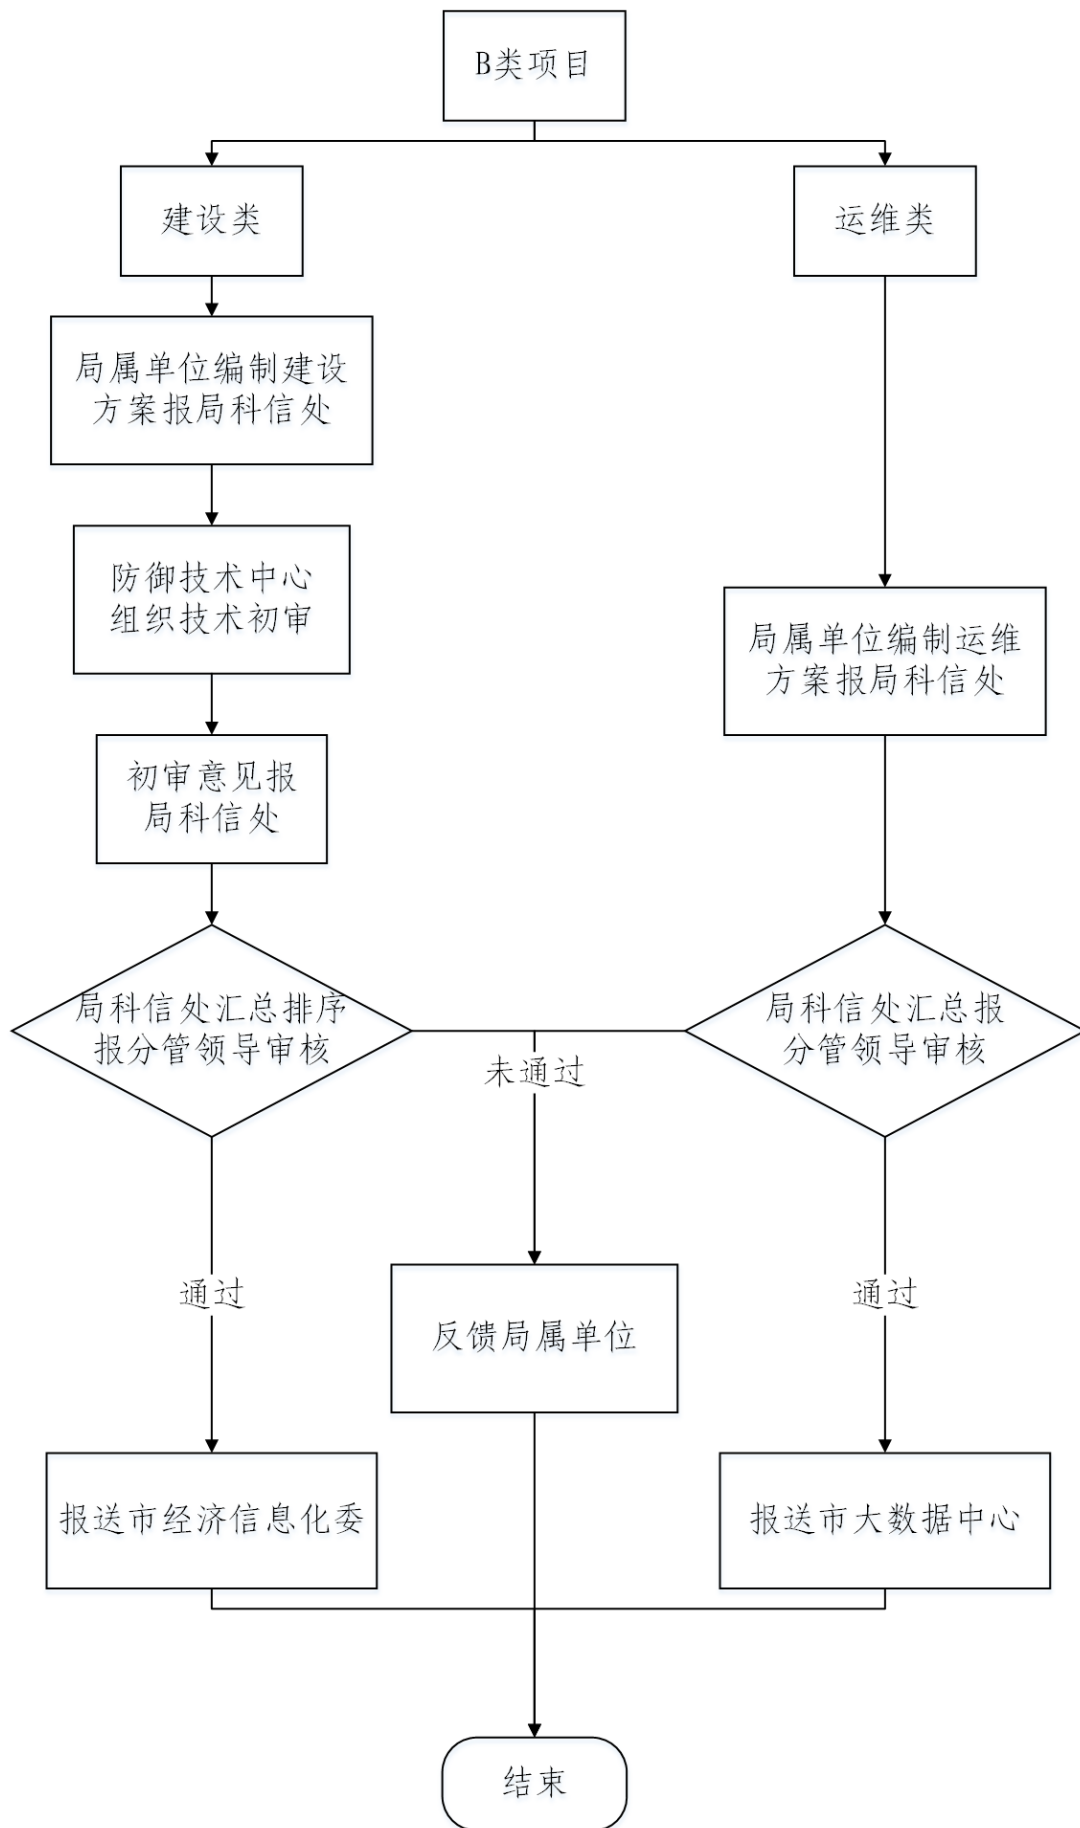 B类项目
建设类
运维类
局属单位编制建设
方案报局科信处
防御技术中心
组织技术初审
局属单位编制运维
方案报局科信处
初审意见报
局科信处
局科信处汇总排序
报分管领导审核
局科信处汇总报
分管领导审核
未通过
通过
通过
反馈局属单位
报送市经济信息化委
报送市大数据中心
结束